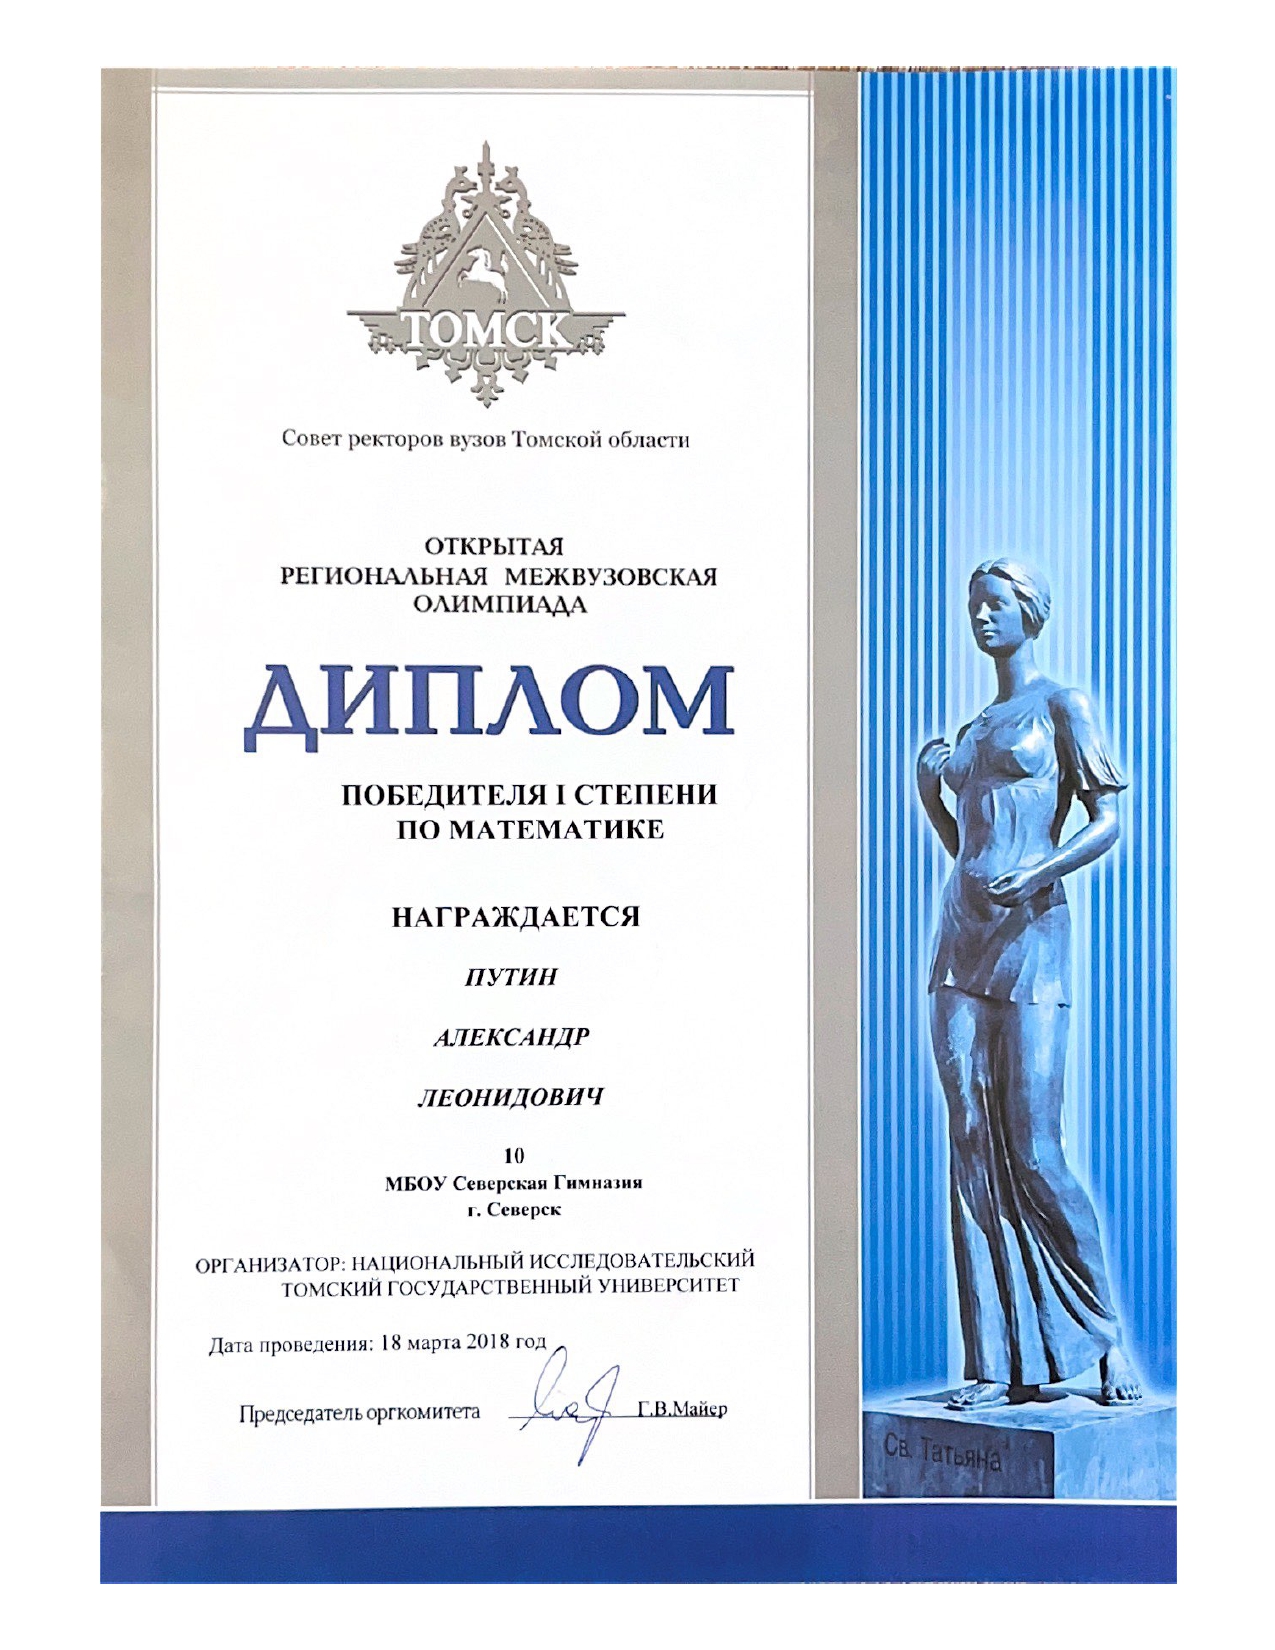 ТОМСК
Совет ректоров вузов Томской области
ОТКРЫТАЯ
РЕГИОНАЛЬНАЯ МЕЖВУЗОВСКАЯ
ОЛИМПИАДА
ДИПЛОМ
ПОБЕДИТЕЛЯ I СТЕПЕНИ
ПО МАТЕМАТИКЕ
НАГРАЖДАЕТСЯ
ПУТИН
АЛЕКСАНДР
ЛЕОНИДОВИЧ
10
МБОУ Северская Гимназия
г. Северск
ОРГАНИЗАТОР: НАЦИОНАЛЬНЫЙ ИССЛЕДОВАТЕЛЬСКИЙ
ТОМСКИЙ ГОСУДАРСТВЕННЫЙ УНИВЕРСИТЕТ
Дата проведения: 18 марта 2018 год
Председатель оргкомитета Г.В.Майер
Св. Татьяна